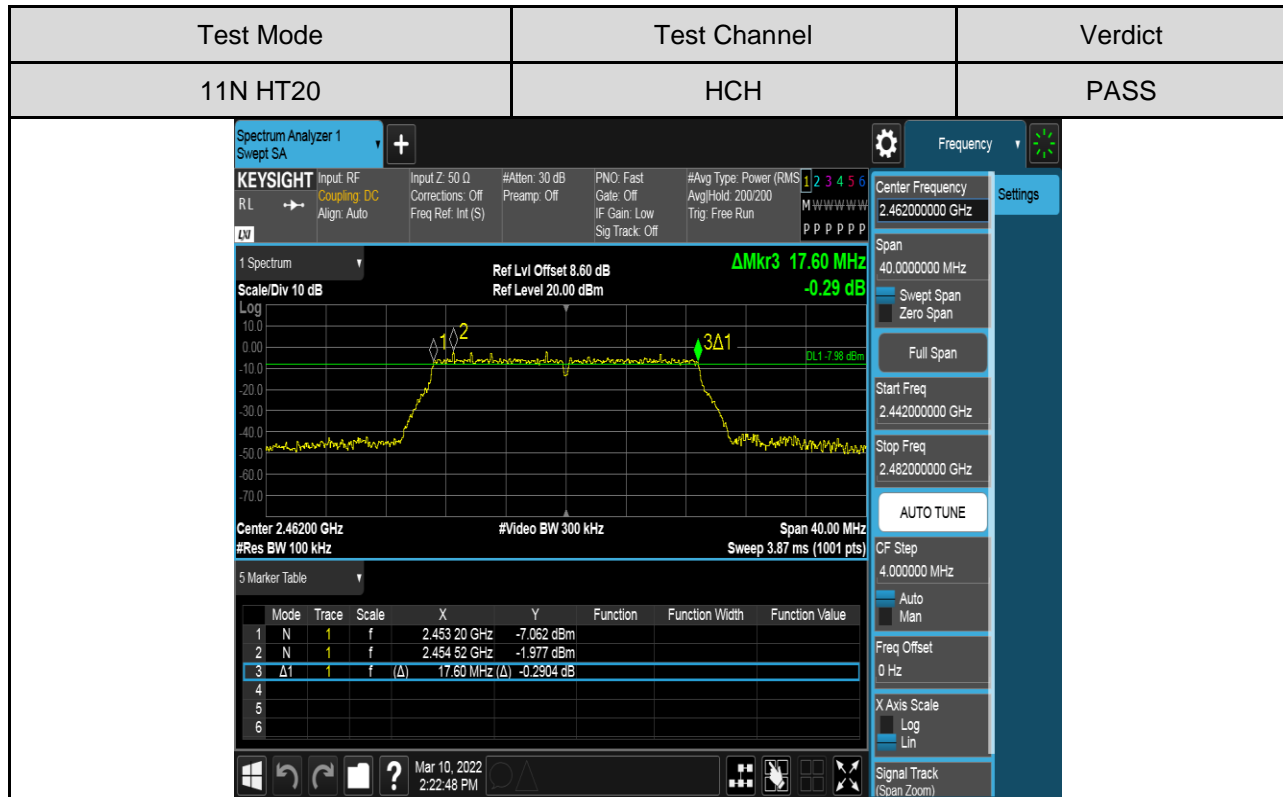 Test Mode Test Channel Verdict
11N HT20 HCH PASS
Spectrum Analyzer 1
Swept SA
+
Frequency
KEYSIGHT
RL
LXI
Input: RF
Coupling: DC
Align: Auto
Input Z: 50 Ω
Corrections: Off
Freq Ref: Int (S)
#Atten: 30 dB
Preamp: Off
PNO: Fast
Gate: Off
IF Gain: Low
Sig Track: Off
#Avg Type: Power (RMS
Avg|Hold: 200/200
Trig: Free Run
1 2 3 4 5 6
M W W W W W
P P P P P P
1 Spectrum
Scale/Div 10 dB
Ref Lvl Offset 8.60 dB
Ref Level 20.00 dBm
ΔMkr3 17.60 MHz
-0.29 dB
Log
10.0
0.00
-10.0
-20.0
-30.0
-40.0
-50.0
-60.0
-70.0
1
2
3Δ1
DL1 -7.98 dBm
Center 2.46200 GHz #Video BW 300 kHz Span 40.00 MHz
#Res BW 100 kHz Sweep 3.87 ms (1001 pts)
5 Marker Table
Mode Trace Scale X Y Function Function Width Function Value
1 N 1 f 2.453 20 GHz -7.062 dBm
2 N 1 f 2.454 52 GHz -1.977 dBm
3 Δ1 1 f (Δ) 17.60 MHz (Δ) -0.2904 dB
4
5
6
?
Mar 10, 2022
2:22:48 PM
Center Frequency
2.462000000 GHz
Settings
Span
40.0000000 MHz
Swept Span
Zero Span
Full Span
Start Freq
2.442000000 GHz
Stop Freq
2.482000000 GHz
AUTO TUNE
CF Step
4.000000 MHz
Auto
Man
Freq Offset
0 Hz
X Axis Scale
Log
Lin
Signal Track
(Span Zoom)